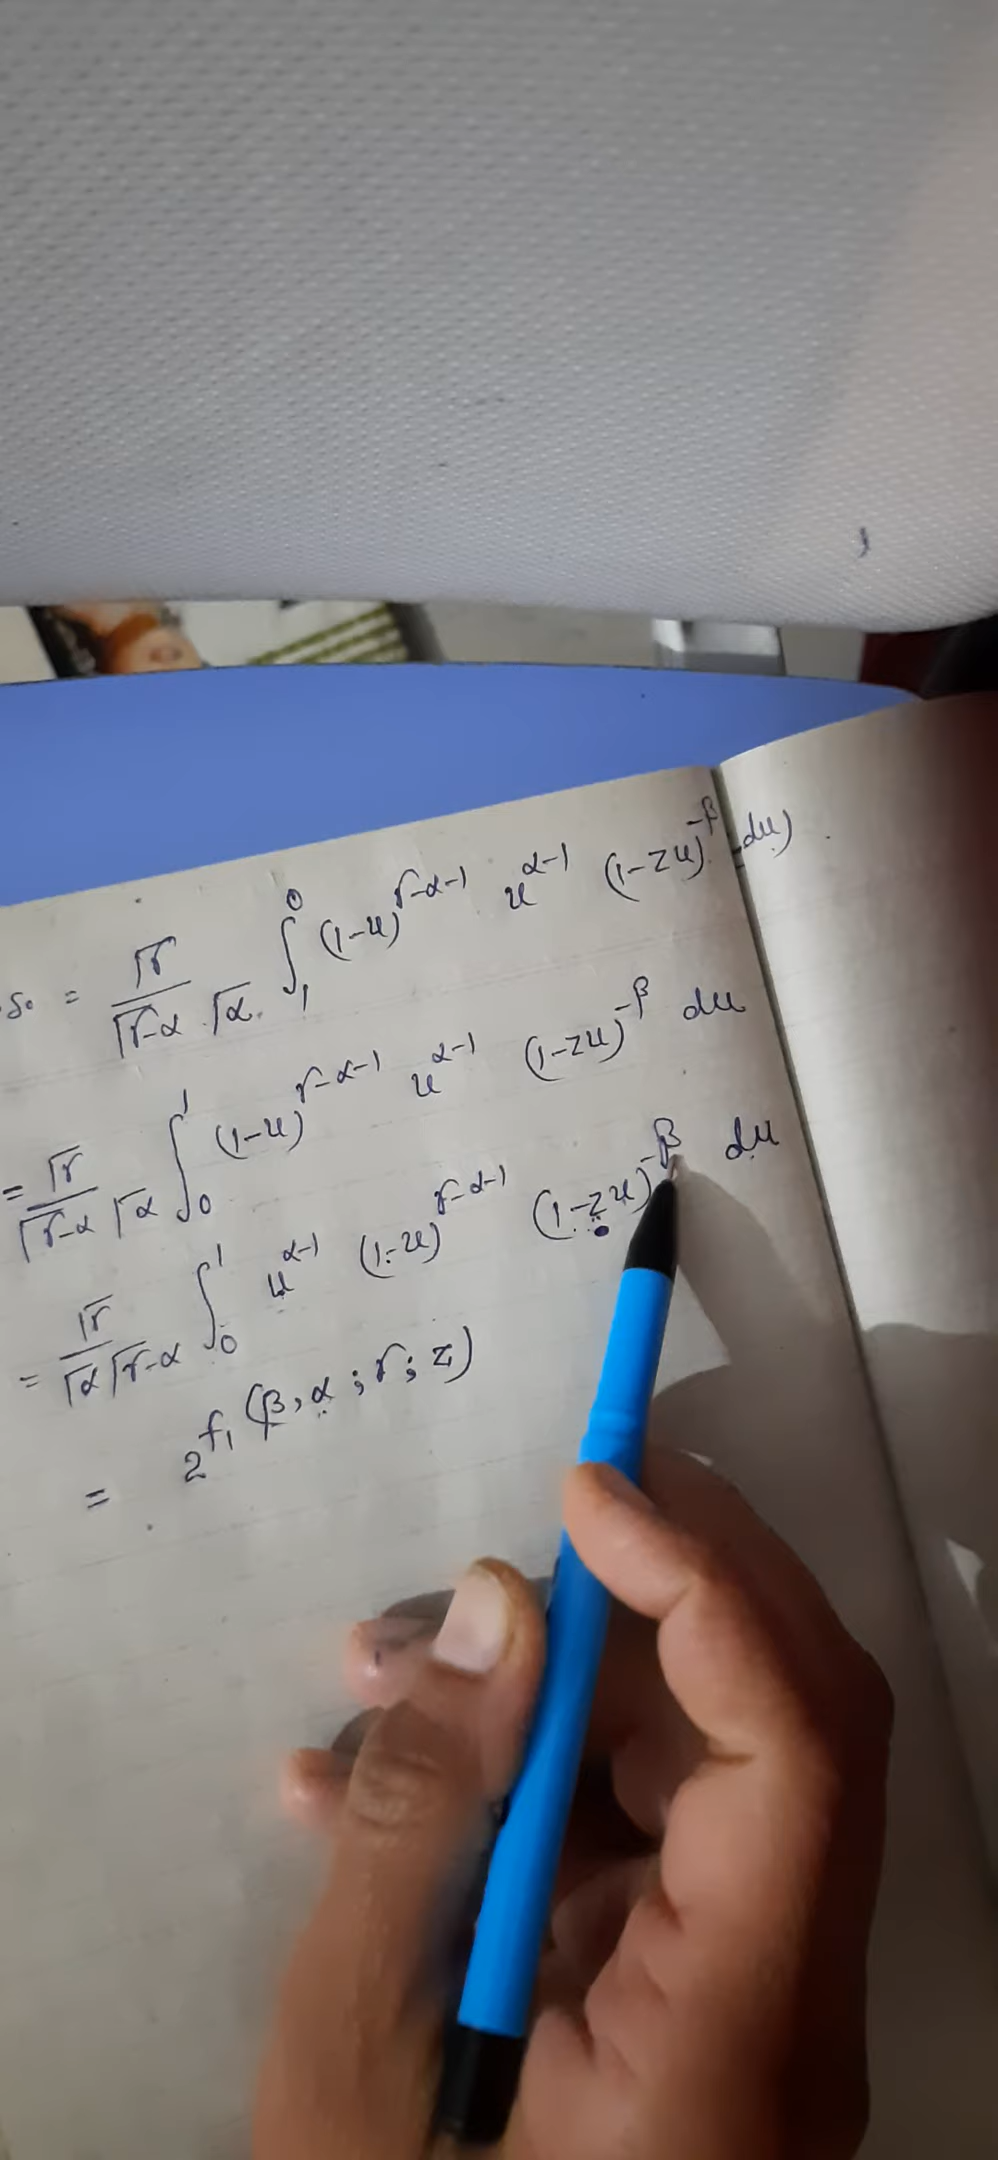 so = Γγ / Γγ-α Γα ∫₁⁰ (1-u)^γ-α-1 u^α-1 (1-zu)^-β -du)
= Γγ / Γγ-α Γα ∫₀¹ (1-u)^γ-α-1 u^α-1 (1-zu)^-β du
= Γγ / Γα Γγ-α ∫₀¹ u^α-1 (1-u)^γ-α-1 (1-zu)^-β du
= ₂f₁ (β, α ; γ ; z)